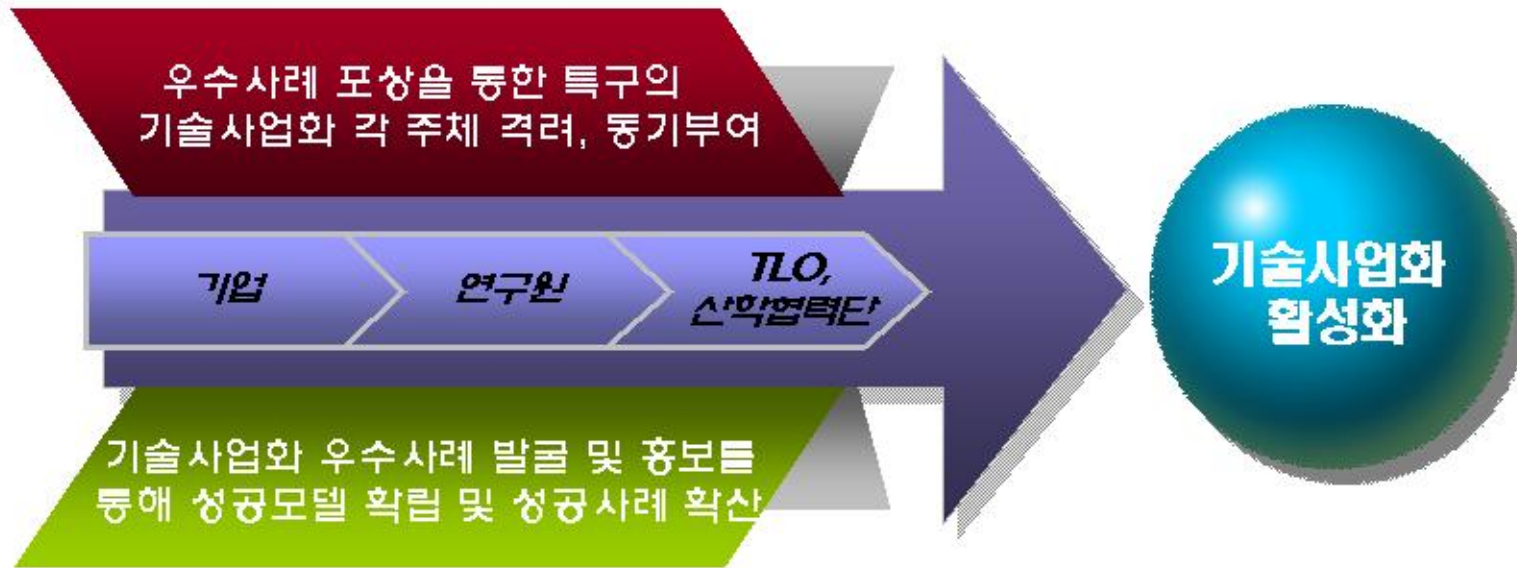 우수사례 포상을 통한 특구의
기술사업화 각 주체 격려, 동기부여
기업
연구원
TLO,
산학협력단
기술사업화 우수사례 발굴 및 홍보를
통해 성공모델 확립 및 성공사례 확산
기술사업화
활성화